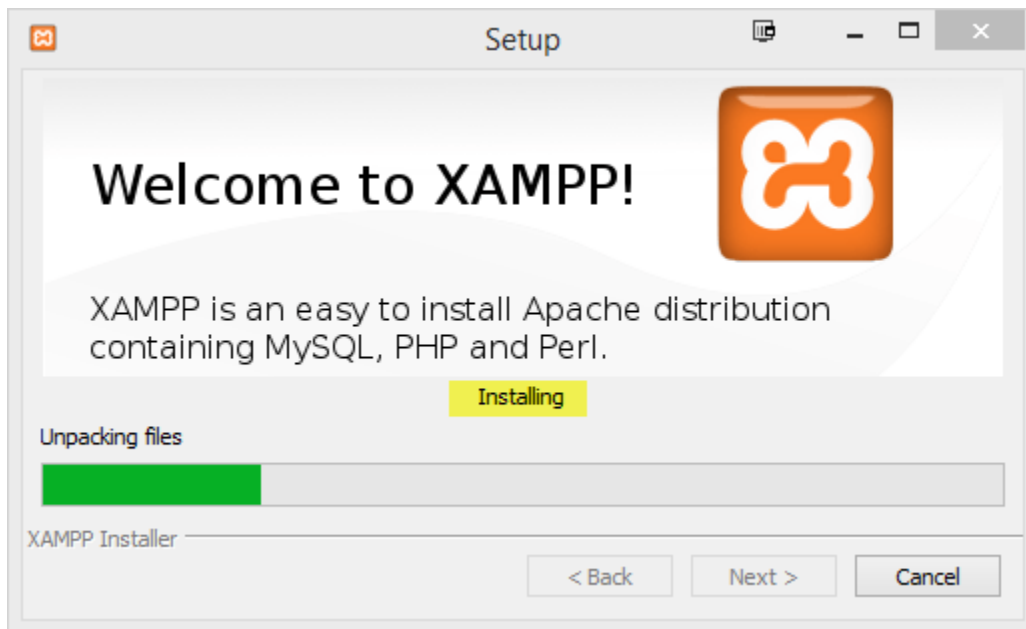 Setup
Welcome to XAMPP!
XAMPP is an easy to install Apache distribution
containing MySQL, PHP and Perl.
Installing
Unpacking files
XAMPP Installer
< Back Next > Cancel